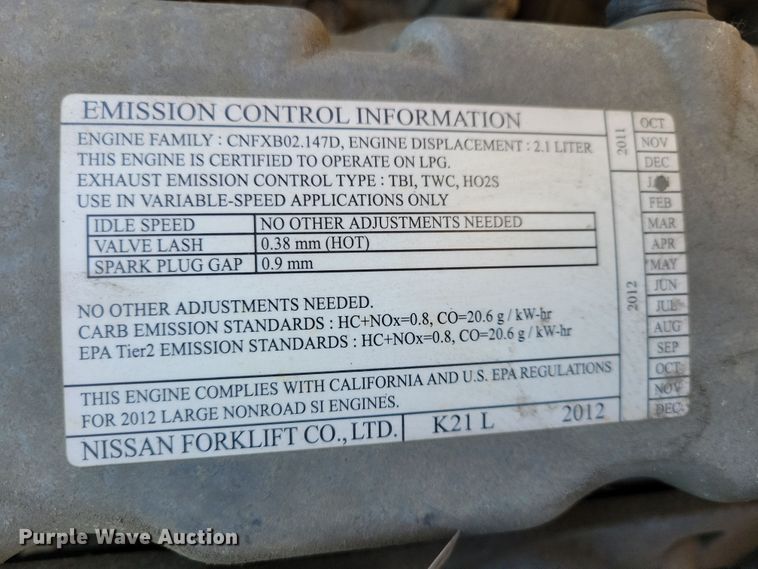 EMISSION CONTROL INFORMATION
ENGINE FAMILY : CNFXB02.147D, ENGINE DISPLACEMENT : 2.1 LITER
THIS ENGINE IS CERTIFIED TO OPERATE ON LPG.
EXHAUST EMISSION CONTROL TYPE : TBI, TWC, HO2S
USE IN VARIABLE-SPEED APPLICATIONS ONLY
IDLE SPEED NO OTHER ADJUSTMENTS NEEDED
VALVE LASH 0.38 mm (HOT)
SPARK PLUG GAP 0.9 mm
NO OTHER ADJUSTMENTS NEEDED.
CARB EMISSION STANDARDS : HC+NOx=0.8, CO=20.6 g / kW-hr
EPA Tier2 EMISSION STANDARDS : HC+NOx=0.8, CO=20.6 g / kW-hr
THIS ENGINE COMPLIES WITH CALIFORNIA AND U.S. EPA REGULATIONS
FOR 2012 LARGE NONROAD SI ENGINES.
NISSAN FORKLIFT CO., LTD. K21 L 2012
2011
OCT
NOV
DEC
2012
FEB
MAR
APR
MAY
JUN
JUL
AUG
SEP
OCT
NOV
DEC
Purple Wave Auction